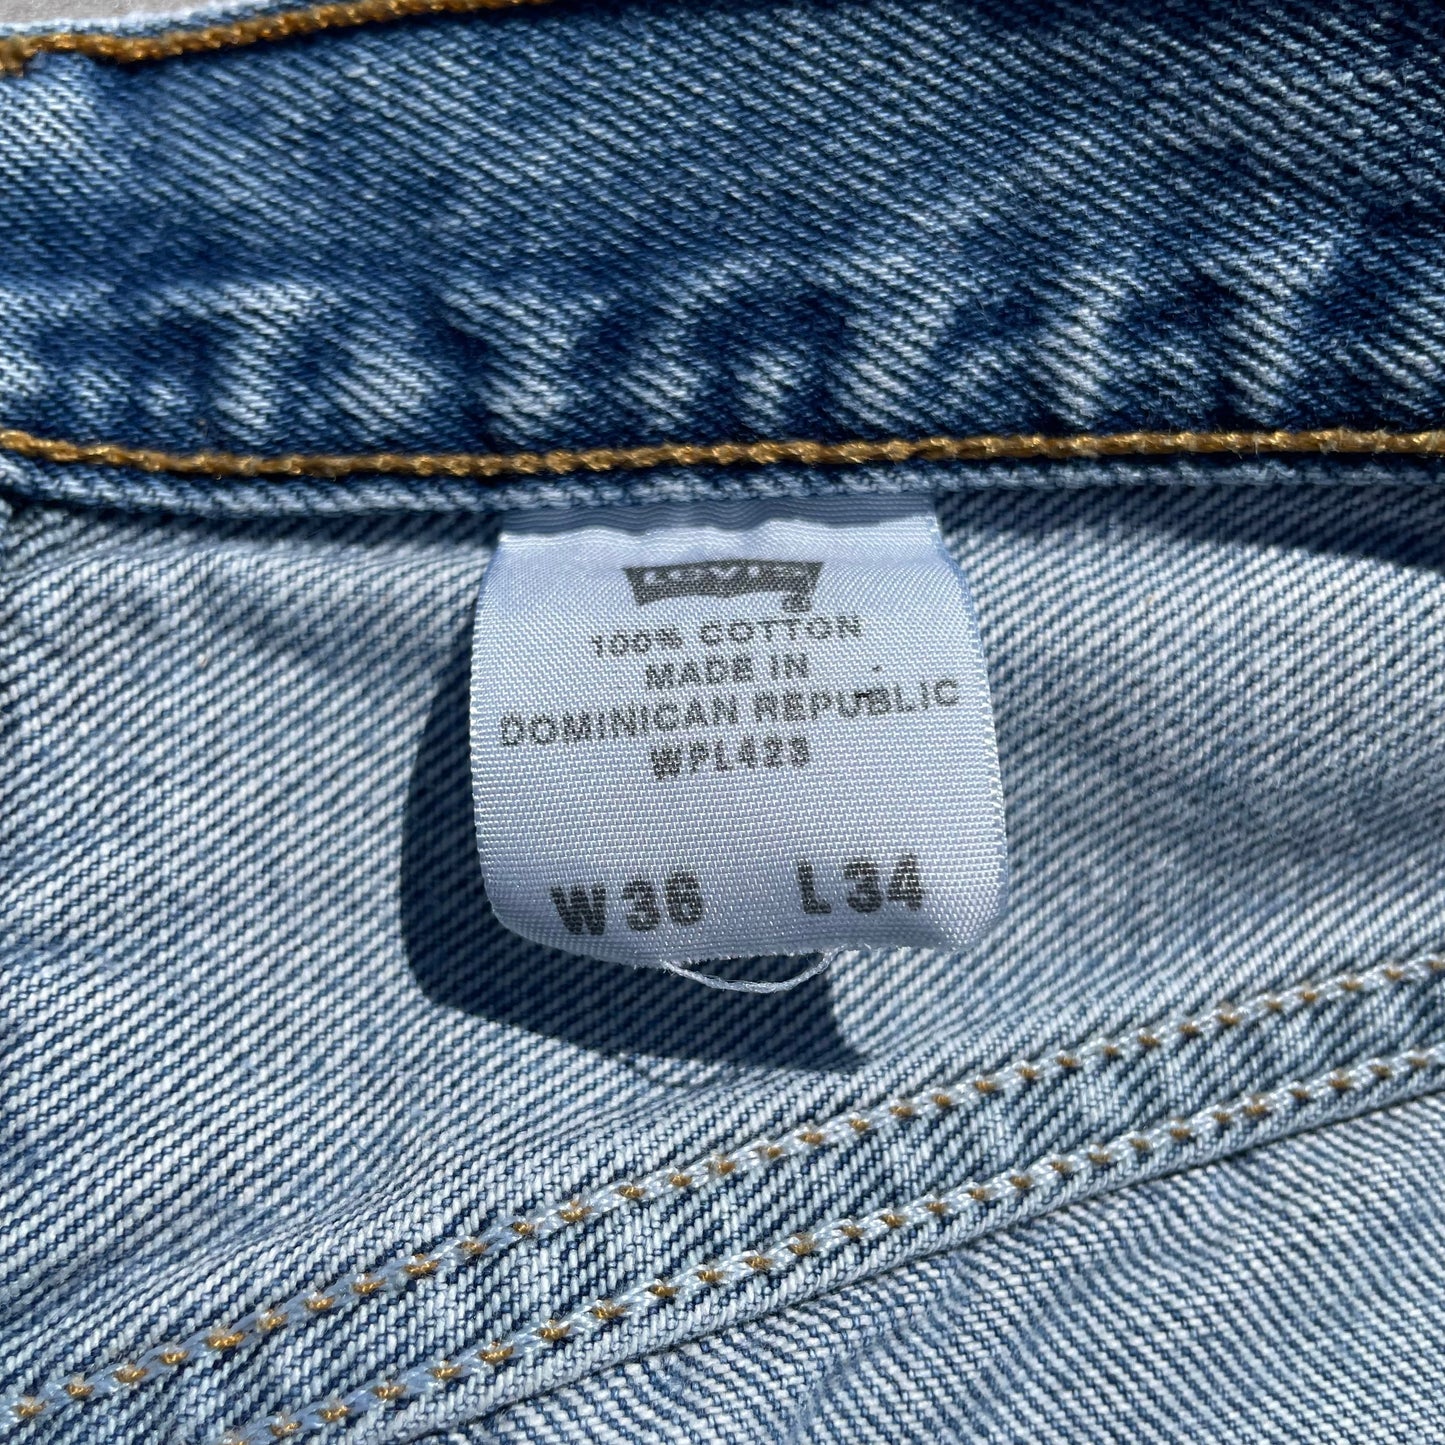 Levi's
100% COTTON
MADE IN
DOMINICAN REPUBLIC
WPL423
W36 L34